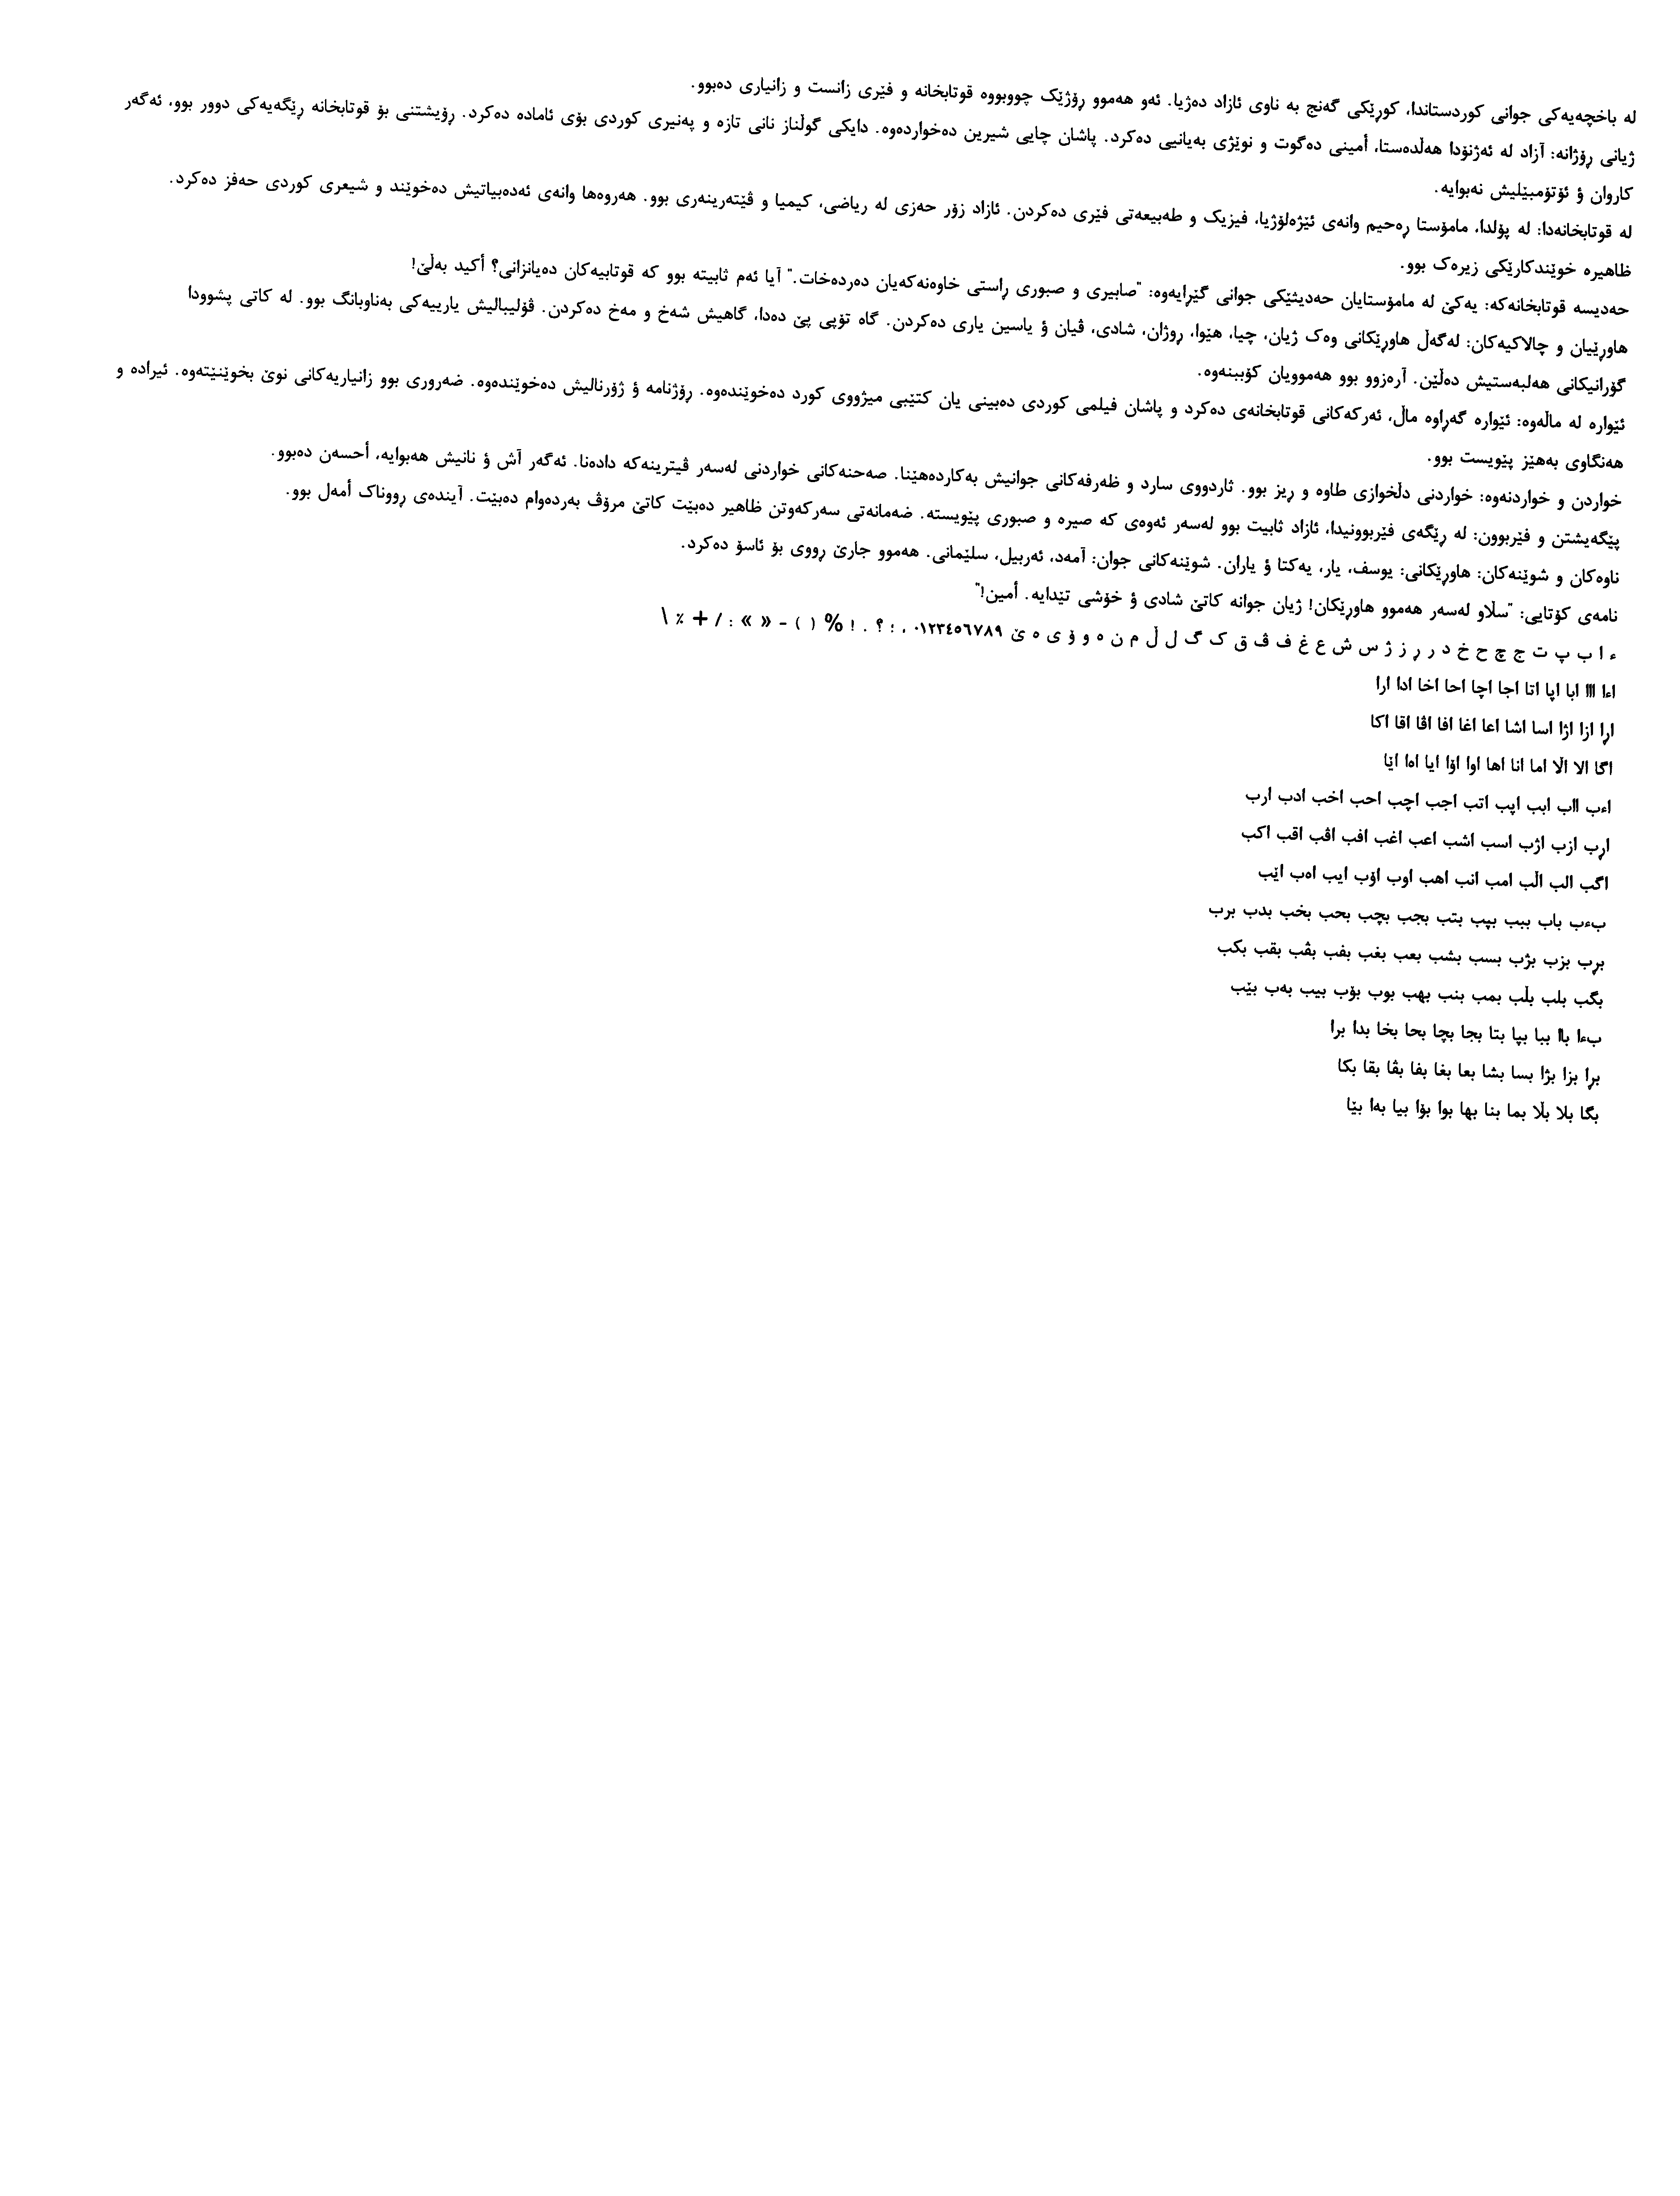 لە باخچەیەکی جوانی کوردستاندا، کوڕێکی گەنج بە ناوی ئازاد دەژیا. ئەو هەموو ڕۆژێک چووبووە قوتابخانە و فێری زانست و زانیاری دەبوو.
ژیانی ڕۆژانە: آزاد لە ئەژنۆدا هەڵدەستا، أمینی دەگوت و نوێژی بەیانیی دەکرد. پاشان چایی شیرین دەخواردەوە. دایکی گوڵناز نانی تازە و پەنیری کوردی بۆی ئامادە دەکرد. ڕۆیشتنی بۆ قوتابخانە ڕێگەیەکی دوور بوو، ئەگەر
کاروان ؤ ئۆتۆمبێلیش نەبوایە.
لە قوتابخانەدا: لە پۆلدا، مامۆستا ڕەحیم وانەی ئێژەلۆژیا، فیزیک و طەبیعەتی فێری دەکردن. ئازاد زۆر حەزی لە ریاضی، کیمیا و ڤێتەرینەری بوو. هەروەها وانەی ئەدەبیاتیش دەخوێند و شیعری کوردی حەفز دەکرد.
ظاهیرە خوێندکارێکی زیرەک بوو.
حەدیسە قوتابخانەکە: یەکێ لە مامۆستایان حەدیثێکی جوانی گێڕایەوە: "صابیری و صبوری ڕاستی خاوەنەکەیان دەردەخات." آیا ئەم ثابیتە بوو کە قوتابیەکان دەیانزانی؟ أکید بەڵێ!
هاوڕێیان و چالاکیەکان: لەگەڵ هاوڕێکانی وەک ژیان، چیا، هێوا، ڕوژان، شادی، ڤیان ؤ یاسین یاری دەکردن. گاه تۆپی پێ دەدا، گاهیش شەخ و مەخ دەکردن. ڤۆلیبالیش یارییەکی بەناوبانگ بوو. لە کاتی پشوودا
گۆرانیکانی هەلبەستیش دەڵێن. آرەزوو بوو هەموویان کۆببنەوە.
ئێوارە لە ماڵەوە: ئێوارە گەڕاوە ماڵ، ئەرکەکانی قوتابخانەی دەکرد و پاشان فیلمی کوردی دەبینی یان کتێبی میژووی کورد دەخوێندەوە. ڕۆژنامە ؤ ژۆرنالیش دەخوێندەوە. ضەروری بوو زانیاریەکانی نوێ بخوێنێتەوە. ئیرادە و
هەنگاوی بەهێز پێویست بوو.
خواردن و خواردنەوە: خواردنی دڵخوازی طاوە و ڕیز بوو. ثاردووی سارد و ظەرفەکانی جوانیش بەکاردەهێنا. صەحنەکانی خواردنی لەسەر ڤیترینەکە دادەنا. ئەگەر آش ؤ نانیش هەبوایە، أحسەن دەبوو.
پێگەیشتن و فێربوون: لە ڕێگەی فێربوونیدا، ئازاد ثابیت بوو لەسەر ئەوەی کە صیرە و صبوری پێویستە. ضەمانەتی سەرکەوتن ظاهیر دەبێت کاتێ مرۆڤ بەردەوام دەبێت. آیندەی ڕووناک أمەل بوو.
ناوەکان و شوێنەکان: هاوڕێکانی: یوسف، یار، یەکتا ؤ یاران. شوێنەکانی جوان: آمەد، ئەربیل، سلێمانی. هەموو جارێ ڕووی بۆ ئاسۆ دەکرد.
نامەی کۆتایی: "سڵاو لەسەر هەموو هاوڕێکان! ژیان جوانە کاتێ شادی ؤ خۆشی تێدایە. أمین!"
ء ا ب پ ت ج چ ح خ د ر ڕ ز ژ س ش ع غ ف ڤ ق ک گ ل ڵ م ن ه و ۆ ی ە ێ ٠١٢٣٤٥٦٧٨٩ ، ؛ ؟ . ! % ( ) - « » : / + ٪ \
اءا ااا ابا اپا اتا اجا اچا احا اخا ادا ارا
اڕا ازا اژا اسا اشا اعا اغا افا اڤا اقا اکا
اگا الا اڵا اما انا اها اوا اۆا ایا اەا اێا
اءب ااب ابب اپب اتب اجب اچب احب اخب ادب ارب
اڕب ازب اژب اسب اشب اعب اغب افب اڤب اقب اکب
اگب الب اڵب امب انب اهب اوب اۆب ایب اەب اێب
بءب باب ببب بپب بتب بجب بچب بحب بخب بدب برب
بڕب بزب بژب بسب بشب بعب بغب بفب بڤب بقب بکب
بگب بلب بڵب بمب بنب بهب بوب بۆب بیب بەب بێب
بءا باا ببا بپا بتا بجا بچا بحا بخا بدا برا
بڕا بزا بژا بسا بشا بعا بغا بفا بڤا بقا بکا
بگا بلا بڵا بما بنا بها بوا بۆا بیا بەا بێا